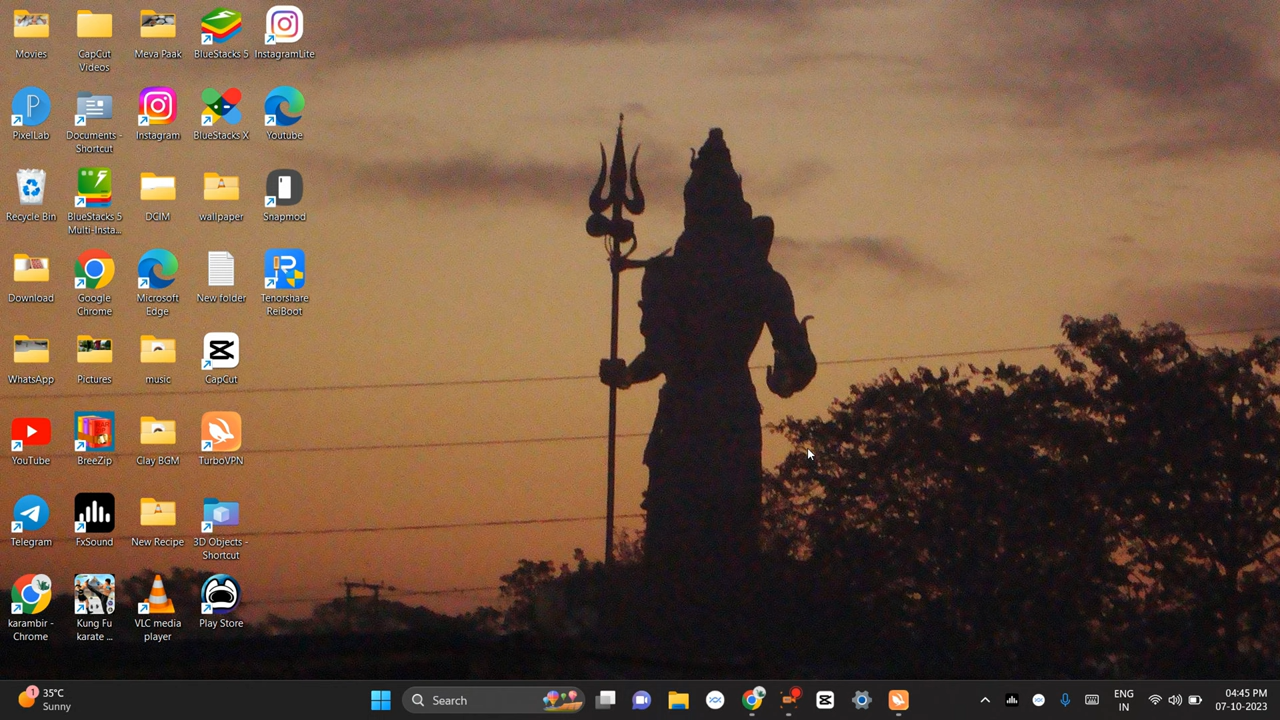 Movies
CapCut
Videos
Meva Paak
BlueStacks 5
InstagramLite
PixelLab
Documents -
Shortcut
Instagram
BlueStacks X
Youtube
Recycle Bin
BlueStacks 5
Multi-Insta...
DCIM
wallpaper
Snapmod
Download
Google
Chrome
Microsoft
Edge
New folder
Tenorshare
ReiBoot
WhatsApp
Pictures
music
CapCut
YouTube
BreeZip
Clay BGM
TurboVPN
Telegram
FxSound
New Recipe
3D Objects -
Shortcut
karambir -
Chrome
Kung Fu
karate ...
VLC media
player
Play Store
1
35°C
Sunny
Search
ENG
IN
04:45 PM
07-10-2023